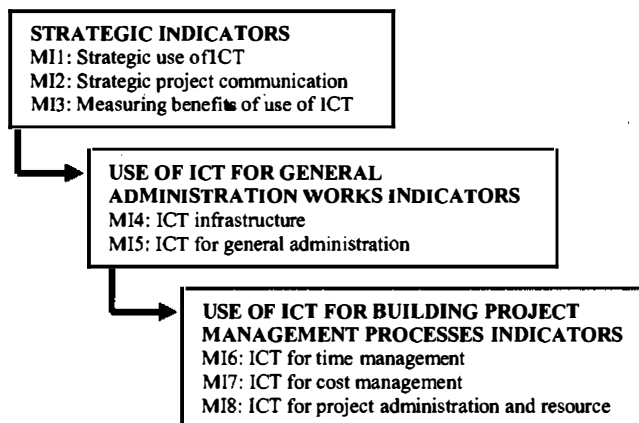 STRATEGIC INDICATORS
MI1: Strategic use of ICT
MI2: Strategic project communication
MI3: Measuring benefits of use of ICT
USE OF ICT FOR GENERAL
ADMINISTRATION WORKS INDICATORS
MI4: ICT infrastructure
MI5: ICT for general administration
USE OF ICT FOR BUILDING PROJECT
MANAGEMENT PROCESSES INDICATORS
MI6: ICT for time management
MI7: ICT for cost management
MI8: ICT for project administration and resource